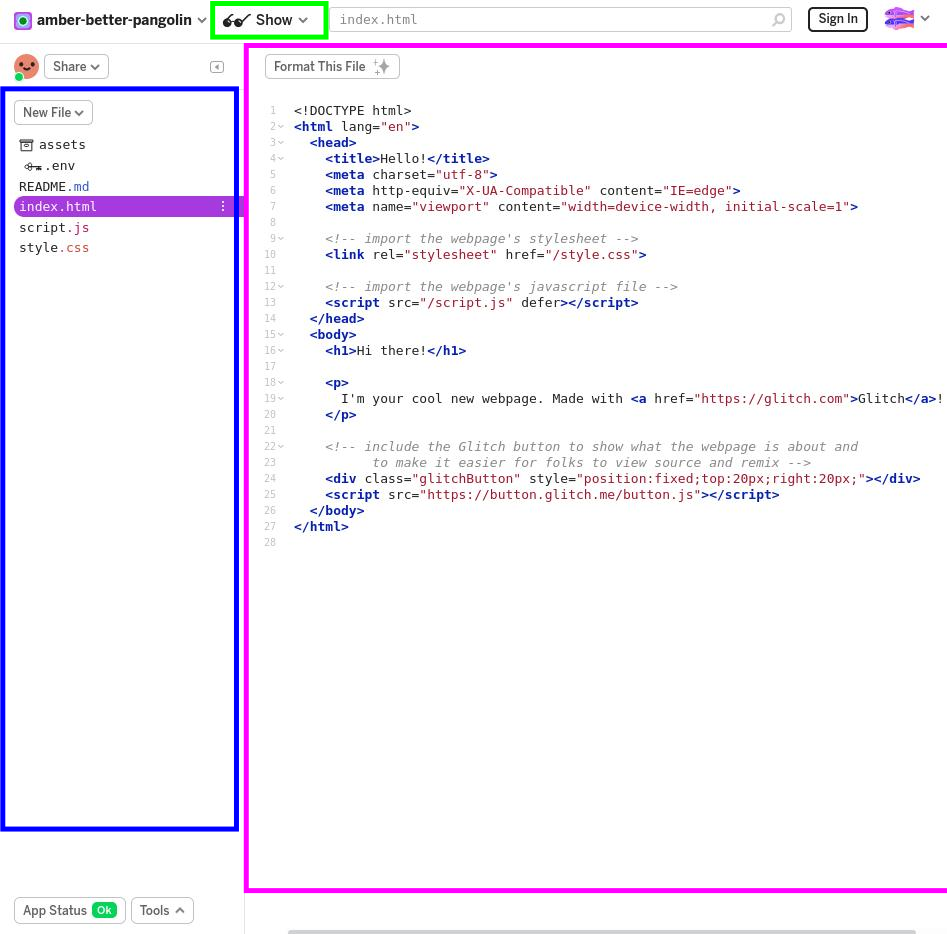 amber-better-pangolin
Show
index.html
Sign In
Share
Format This File
New File
assets
.env
README.md
index.html
script.js
style.css
1 <!DOCTYPE html>
2 <html lang="en">
3 <head>
4 <title>Hello!</title>
5 <meta charset="utf-8">
6 <meta http-equiv="X-UA-Compatible" content="IE=edge">
7 <meta name="viewport" content="width=device-width, initial-scale=1">
8
9 <!-- import the webpage's stylesheet -->
10 <link rel="stylesheet" href="/style.css">
11
12 <!-- import the webpage's javascript file -->
13 <script src="/script.js" defer></script>
14 </head>
15 <body>
16 <h1>Hi there!</h1>
17
18 <p>
19 I'm your cool new webpage. Made with <a href="https://glitch.com">Glitch</a>!
20 </p>
21
22 <!-- include the Glitch button to show what the webpage is about and
23 to make it easier for folks to view source and remix -->
24 <div class="glitchButton" style="position:fixed;top:20px;right:20px;"></div>
25 <script src="https://button.glitch.me/button.js"></script>
26 </body>
27 </html>
28
App Status Ok
Tools